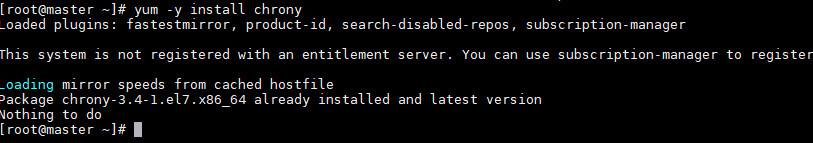 [root@master ~]# yum -y install chrony
Loaded plugins: fastestmirror, product-id, search-disabled-repos, subscription-manager
This system is not registered with an entitlement server. You can use subscription-manager to register
Loading mirror speeds from cached hostfile
Package chrony-3.4-1.el7.x86_64 already installed and latest version
Nothing to do
[root@master ~]#